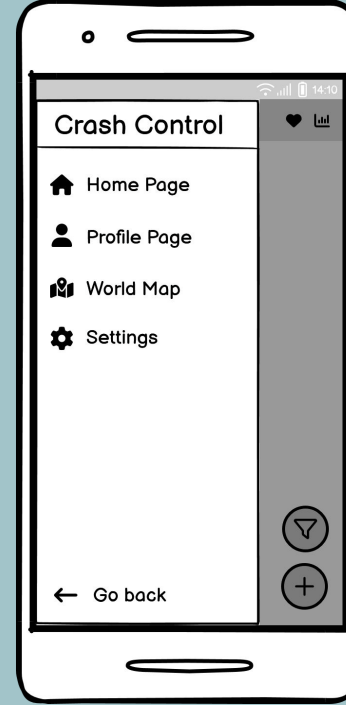 14:10
Crash Control
Home Page
Profile Page
World Map
Settings
Go back